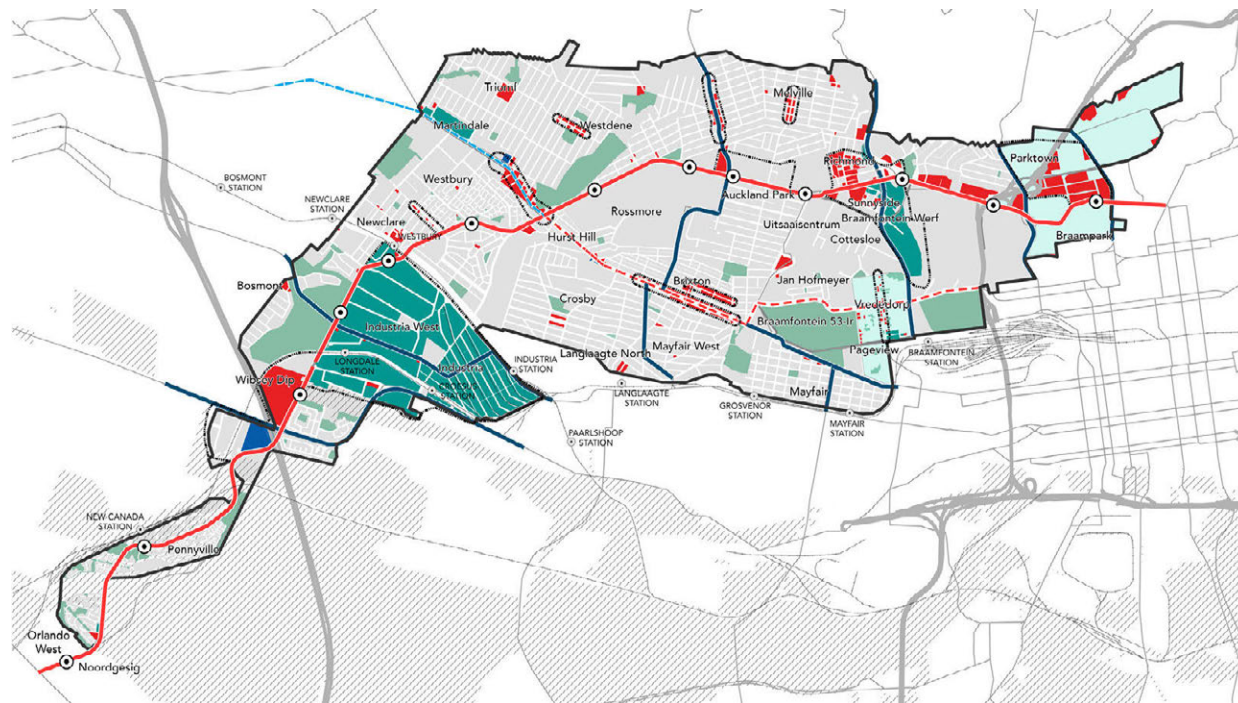 Triumf
Melville
Martindale
Westdene
BOSMONT
STATION
Westbury
Richmond
Parktown
NEWCLARE
STATION
Auckland Park
Newclare
Rossmore
Sunnyside
Uitsaaisentrum
Braamfontein Werf
WESTBURY
Hurst Hill
Cottesloe
Braampark
Bosmont
Brixton
Jan Hofmeyer
Crosby
Vrededorp
Industria West
Braamfontein 53-Ir
Langlaagte North
Mayfair West
Pageview
BRAAMFONTEIN
STATION
LONGDALE
STATION
Industria
INDUSTRIA
STATION
CROESUS
STATION
LANGLAAGTE
STATION
Mayfair
GROSVENOR
STATION
MAYFAIR
STATION
PAARLSHOOP
STATION
NEW CANADA
STATION
Pennyville
Orlando
West
Noordgesig